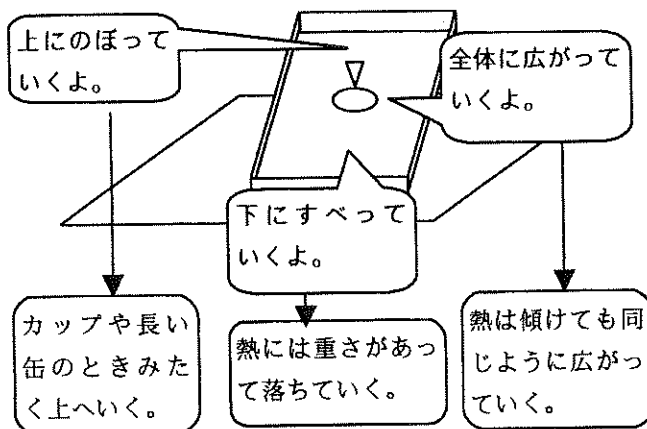 上にのぼって
いくよ。
全体に広がって
いくよ。
下にすべって
いくよ。
カップや長い
缶のときみた
く上へいく。
熱には重さがあっ
て落ちていく。
熱は傾けても同
じように広がっ
ていく。